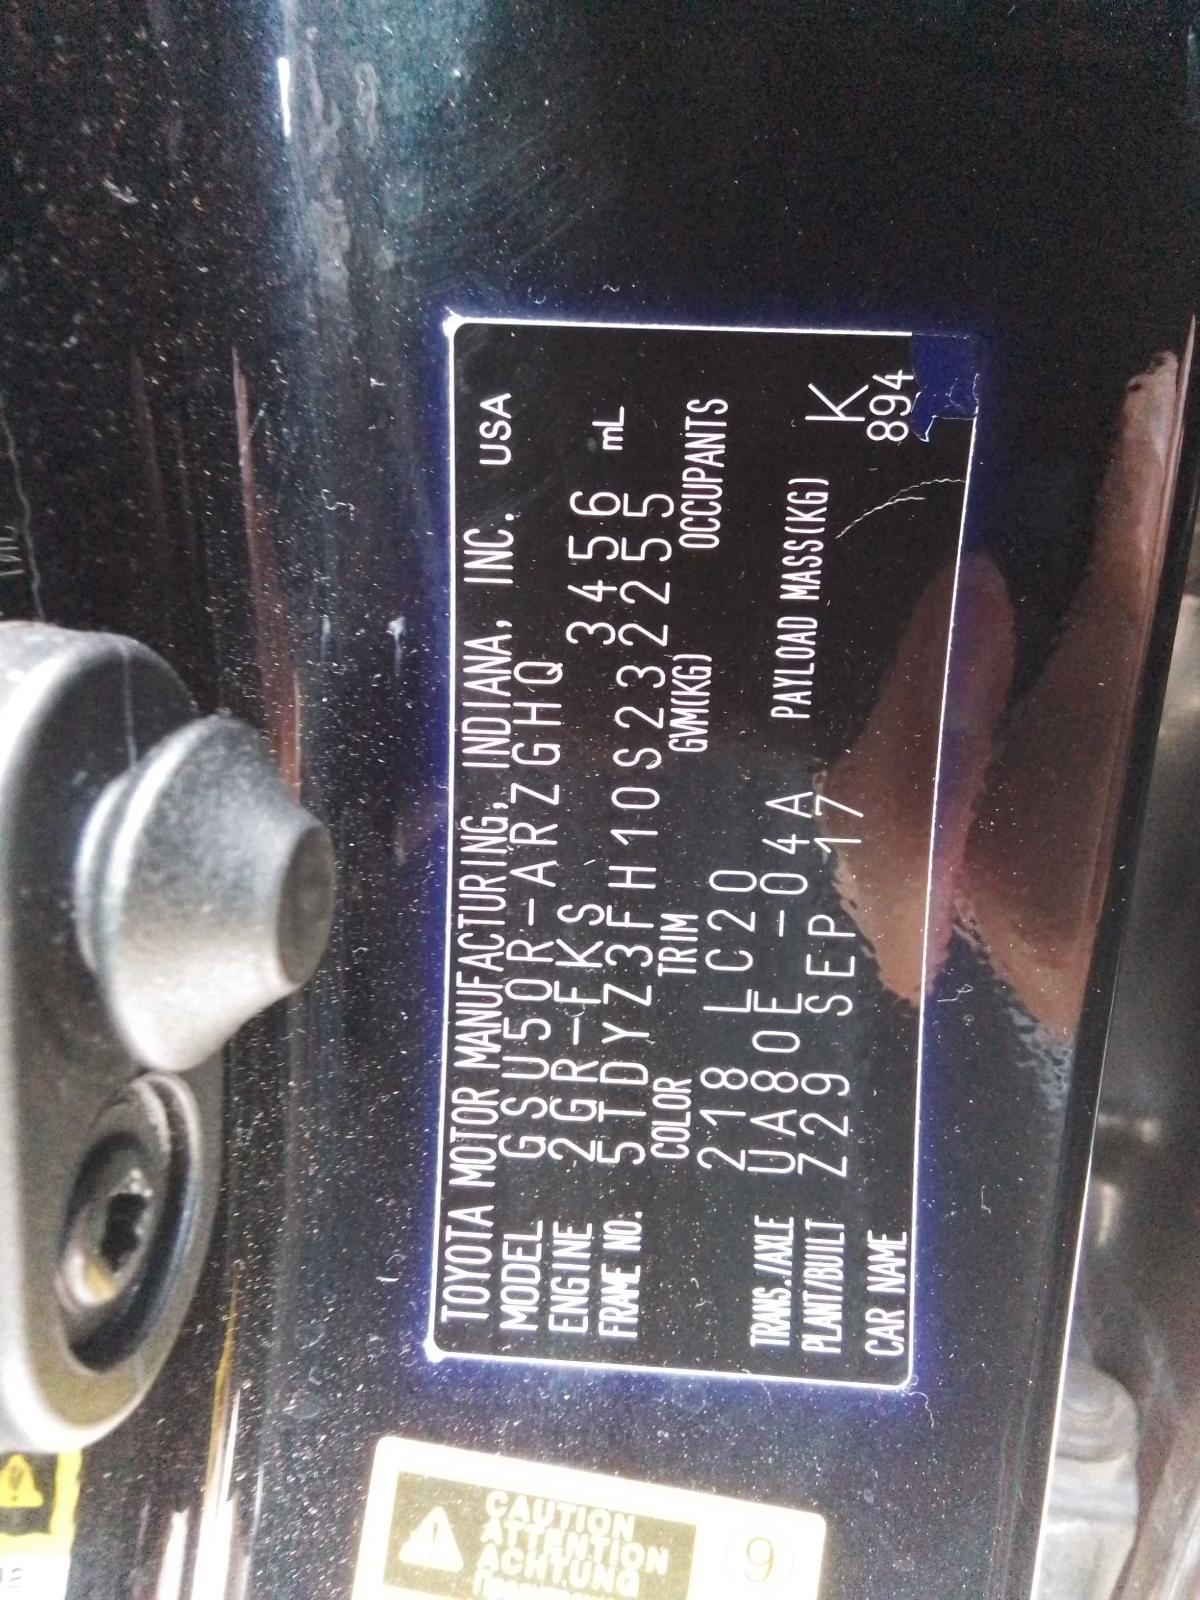 TOYOTA MOTOR MANUFACTURING, INDIANA, INC. USA
MODEL GSU50R-ARZGHQ
ENGINE 2GR-FKS 3456 mL
FRAME NO. 5TDYZ3FH10S232255
COLOR TRIM GVM(KG) OCCUPANTS
218 LC20
TRANS./AXLE UA80E -04A PAYLOAD MASS(KG)
PLANT/BUILT Z29 SEP 17 K
CAR NAME 894
CAUTION
ATTENTION
ACHTUNG
9